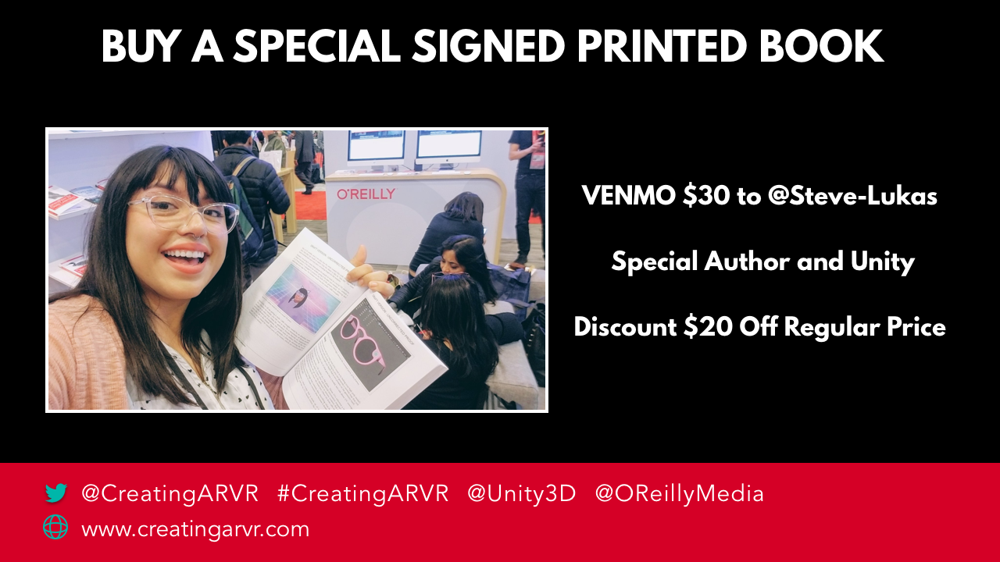 BUY A SPECIAL SIGNED PRINTED BOOK
O'REILLY
VENMO $30 to @Steve-Lukas
Special Author and Unity
Discount $20 Off Regular Price
@CreatingARVR #CreatingARVR @Unity3D @OReillyMedia
www.creatingarvr.com